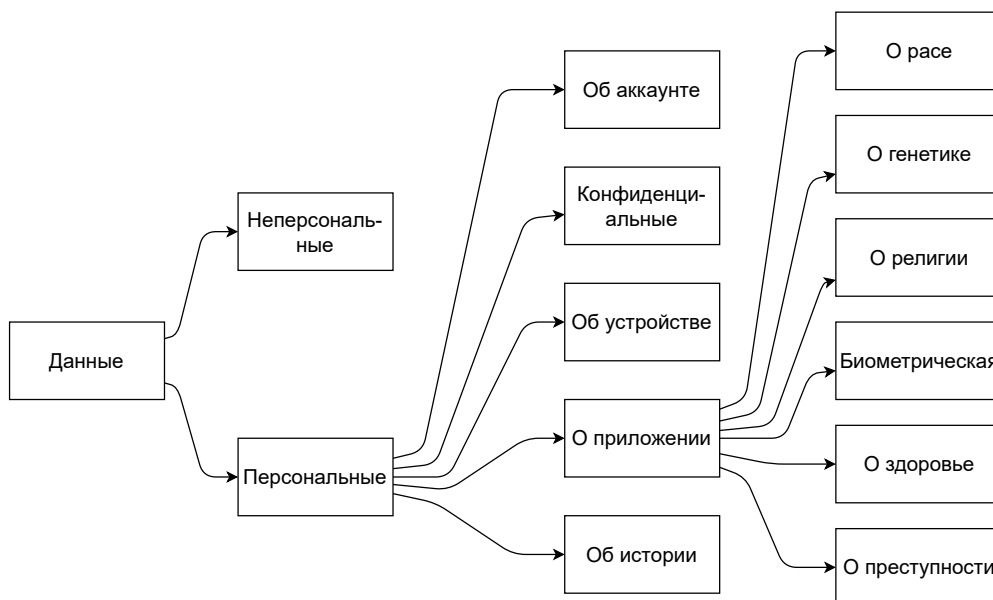 Данные
Неперсональ-
ные
Персональные
Об аккаунте
Конфиденци-
альные
Об устройстве
О приложении
Об истории
О расе
О генетике
О религии
Биометрическая
О здоровье
О преступности